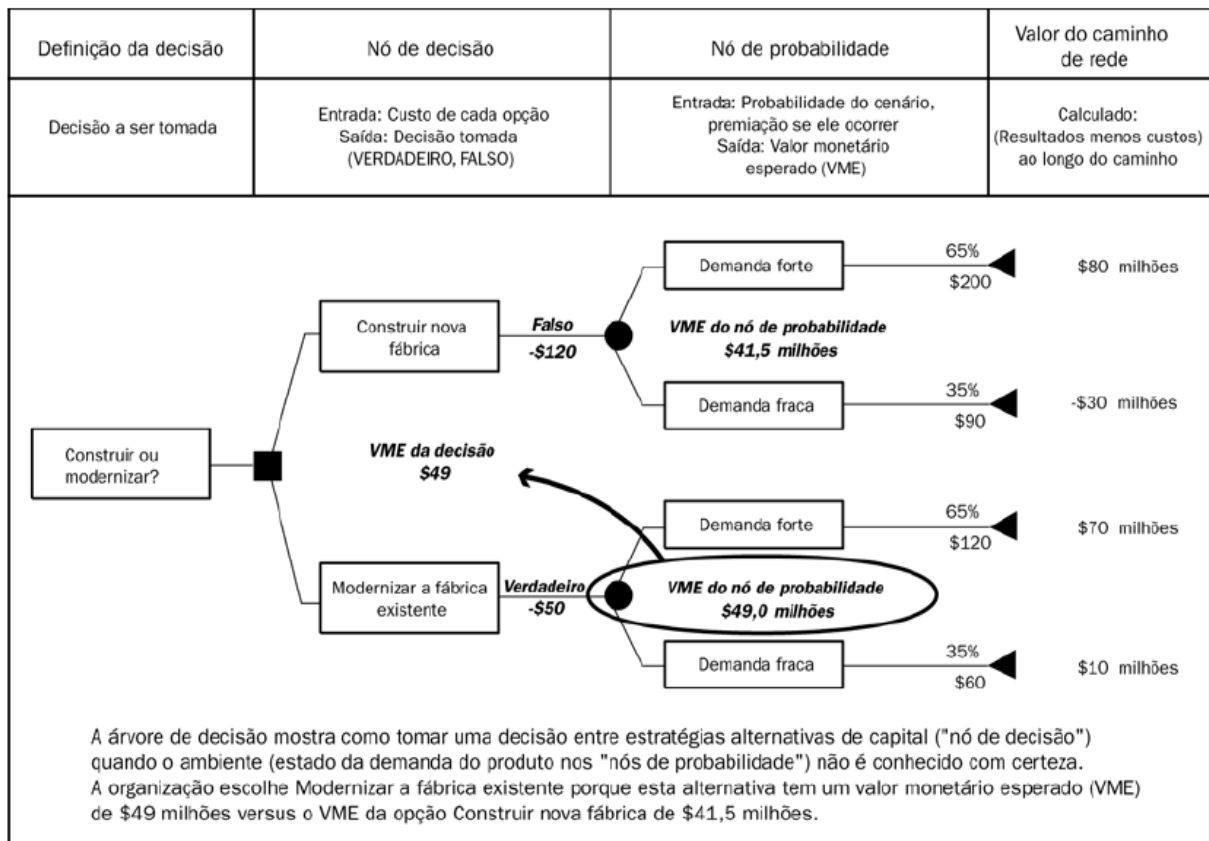 Definição da decisão
Nó de decisão
Nó de probabilidade
Valor do caminho
de rede
Decisão a ser tomada
Entrada: Custo de cada opção
Saída: Decisão tomada
(VERDADEIRO, FALSO)
Entrada: Probabilidade do cenário,
premiação se ele ocorrer
Saída: Valor monetário
esperado (VME)
Calculado:
(Resultados menos custos)
ao longo do caminho
Demanda forte
65%
$200
$80 milhões
Construir nova
fábrica
Falso
-$120
VME do nó de probabilidade
$41,5 milhões
Demanda fraca
35%
$90
-$30 milhões
Construir ou
modernizar?
VME da decisão
$49
Demanda forte
65%
$120
$70 milhões
Modernizar a fábrica
existente
Verdadeiro
-$50
VME do nó de probabilidade
$49,0 milhões
Demanda fraca
35%
$60
$10 milhões
A árvore de decisão mostra como tomar uma decisão entre estratégias alternativas de capital ("nó de decisão")
quando o ambiente (estado da demanda do produto nos "nós de probabilidade") não é conhecido com certeza.
A organização escolhe Modernizar a fábrica existente porque esta alternativa tem um valor monetário esperado (VME)
de $49 milhões versus o VME da opção Construir nova fábrica de $41,5 milhões.